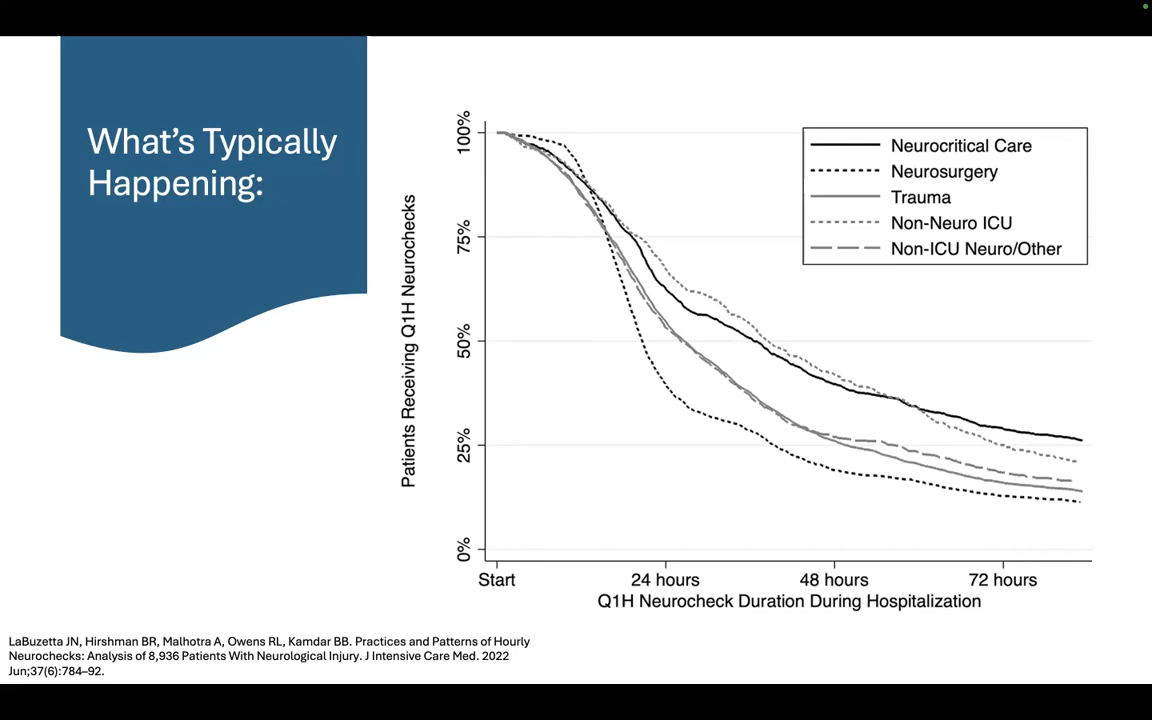 What's Typically
Happening:
Patients Receiving Q1H Neurochecks
100%
75%
50%
25%
0%
Neurocritical Care
Neurosurgery
Trauma
Non-Neuro ICU
Non-ICU Neuro/Other
Start
24 hours
48 hours
72 hours
Q1H Neurocheck Duration During Hospitalization
LaBuzetta JN, Hirshman BR, Malhotra A, Owens RL, Kamdar BB. Practices and Patterns of Hourly
Neurochecks: Analysis of 8,936 Patients With Neurological Injury. J Intensive Care Med. 2022
Jun;37(6):784–92.